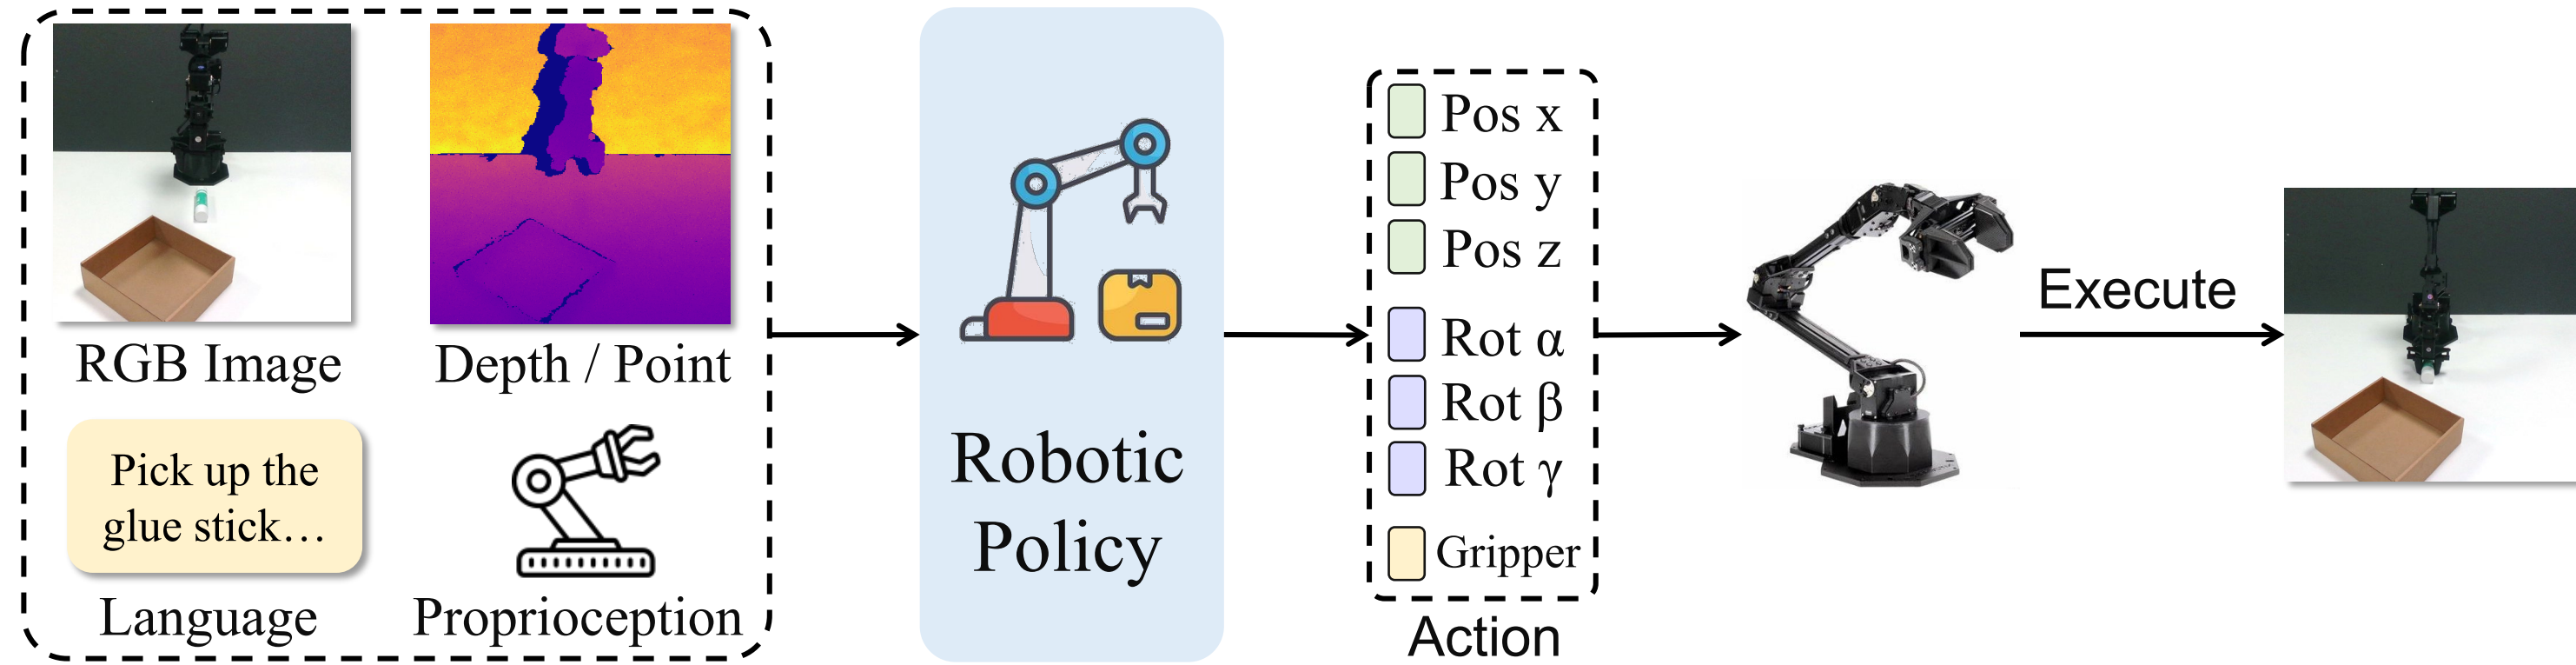 RGB Image
Depth / Point
Pick up the
glue stick…
Language
Proprioception
Robotic
Policy
Pos x
Pos y
Pos z
Rot α
Rot β
Rot γ
Gripper
Action
Execute